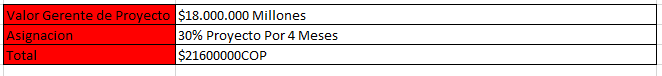 Valor Gerente de Proyecto $18.000.000 Millones
Asignacion 30% Proyecto Por 4 Meses
Total $21600000COP